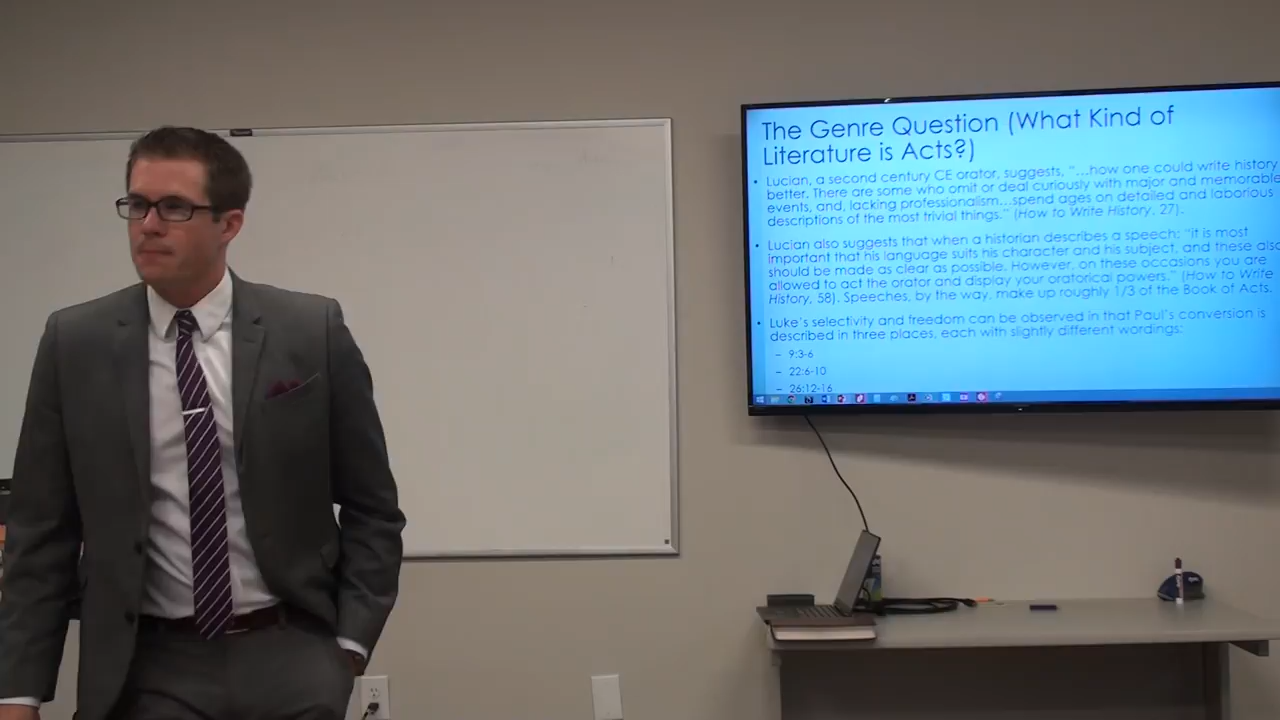 The Genre Question (What Kind of
Literature is Acts?)
• Lucian, a second century CE orator, suggests, "…how one could write history
better. There are some who omit or deal curiously with major and memorable
events, and, lacking professionalism…spend ages on detailed and laborious
descriptions of the most trivial things." (How to Write History, 27).
• Lucian also suggests that when a historian describes a speech: "it is most
important that his language suits his character and his subject, and these also
should be made as clear as possible. However, on these occasions you are
allowed to act the orator and display your oratorical powers." (How to Write
History, 58). Speeches, by the way, make up roughly 1/3 of the Book of Acts.
• Luke's selectivity and freedom can be observed in that Paul's conversion is
described in three places, each with slightly different wordings:
– 9:3-6
– 22:6-10
– 26:12-16